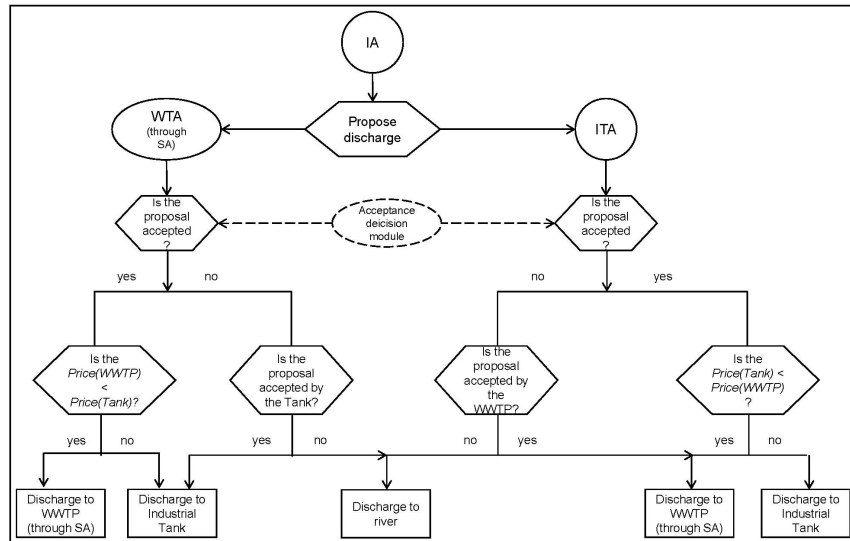 IA
WTA
(through
SA)
Propose
discharge
ITA
Is the
proposal
accepted
?
Acceptance
deicision
module
Is the
proposal
accepted
?
yes
no
no
yes
Is the
Price(WWTP)
<
Price(Tank)?
Is the
proposal
accepted by
the Tank?
Is the
proposal
accepted by
the
WWTP?
Is the
Price(Tank) <
Price(WWTP)
?
yes
no
yes
no
no
yes
yes
no
Discharge to
WWTP
(through SA)
Discharge to
Industrial
Tank
Discharge to
river
Discharge to
WWTP
(through SA)
Discharge to
Industrial
Tank